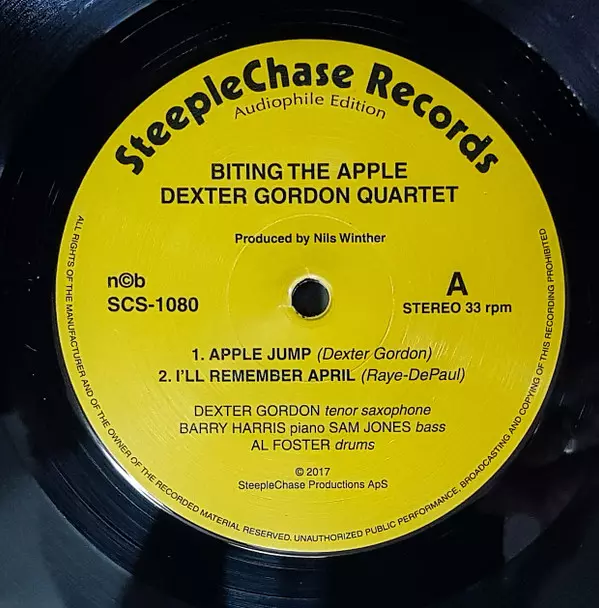 SteepleChase Records
Audiophile Edition
BITING THE APPLE
DEXTER GORDON QUARTET
Produced by Nils Winther
n©b
SCS-1080
A
STEREO 33 rpm
1. APPLE JUMP (Dexter Gordon)
2. I'LL REMEMBER APRIL (Raye-DePaul)
DEXTER GORDON tenor saxophone
BARRY HARRIS piano SAM JONES bass
AL FOSTER drums
© 2017
SteepleChase Productions ApS
ALL RIGHTS OF THE MANUFACTURER AND OF THE OWNER OF THE RECORDED MATERIAL RESERVED. UNAUTHORIZED PUBLIC PERFORMANCE, BROADCASTING AND COPYING OF THIS RECORDING PROHIBITED